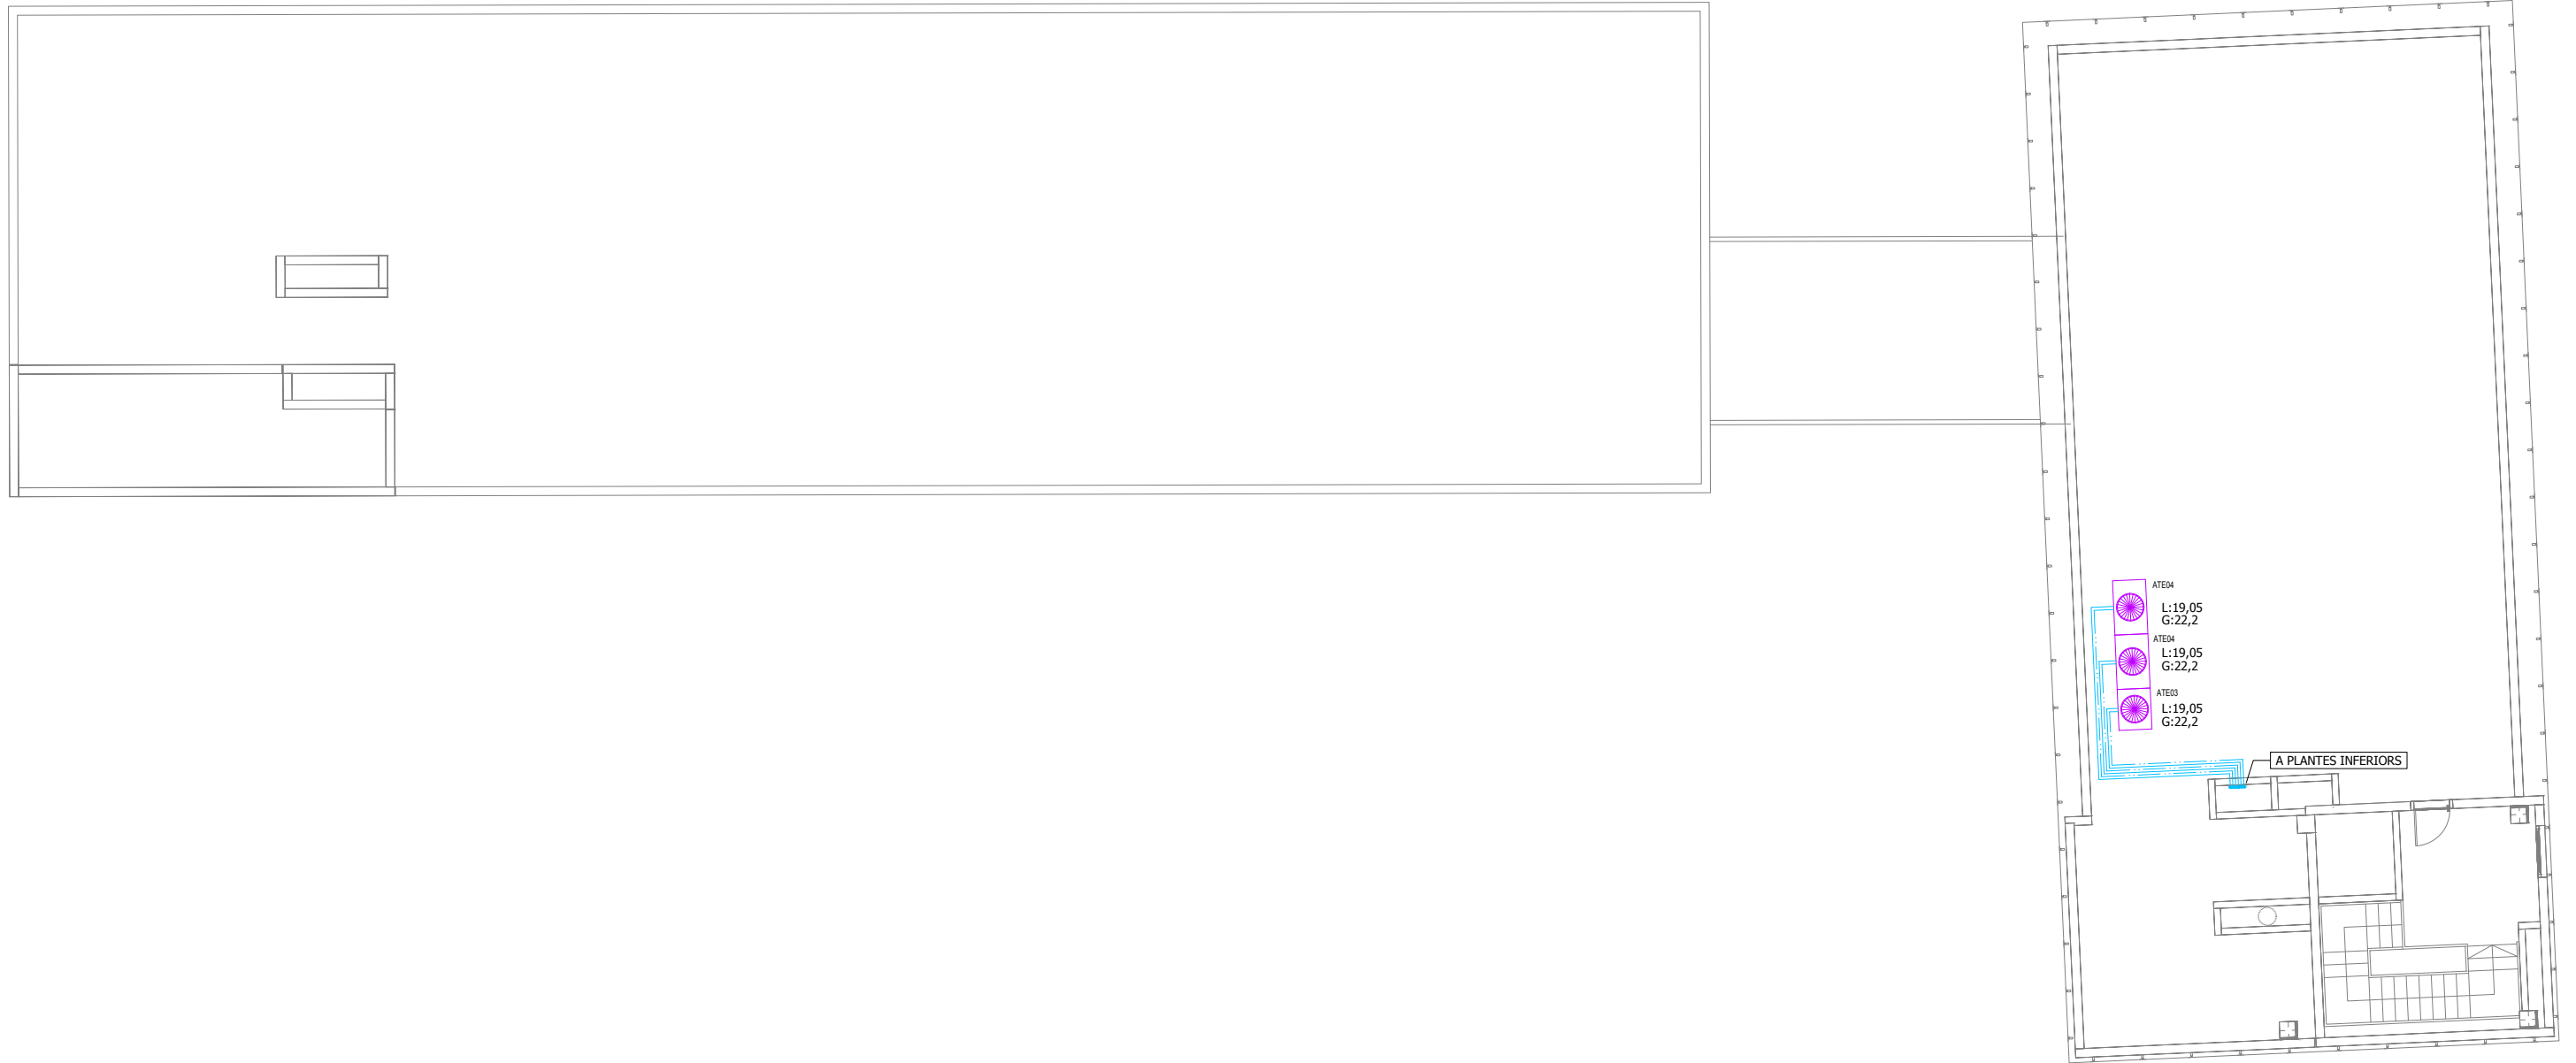 ATE04
L:19,05
G:22,2
ATE04
L:19,05
G:22,2
ATE03
L:19,05
G:22,2
A PLANTES INFERIORS